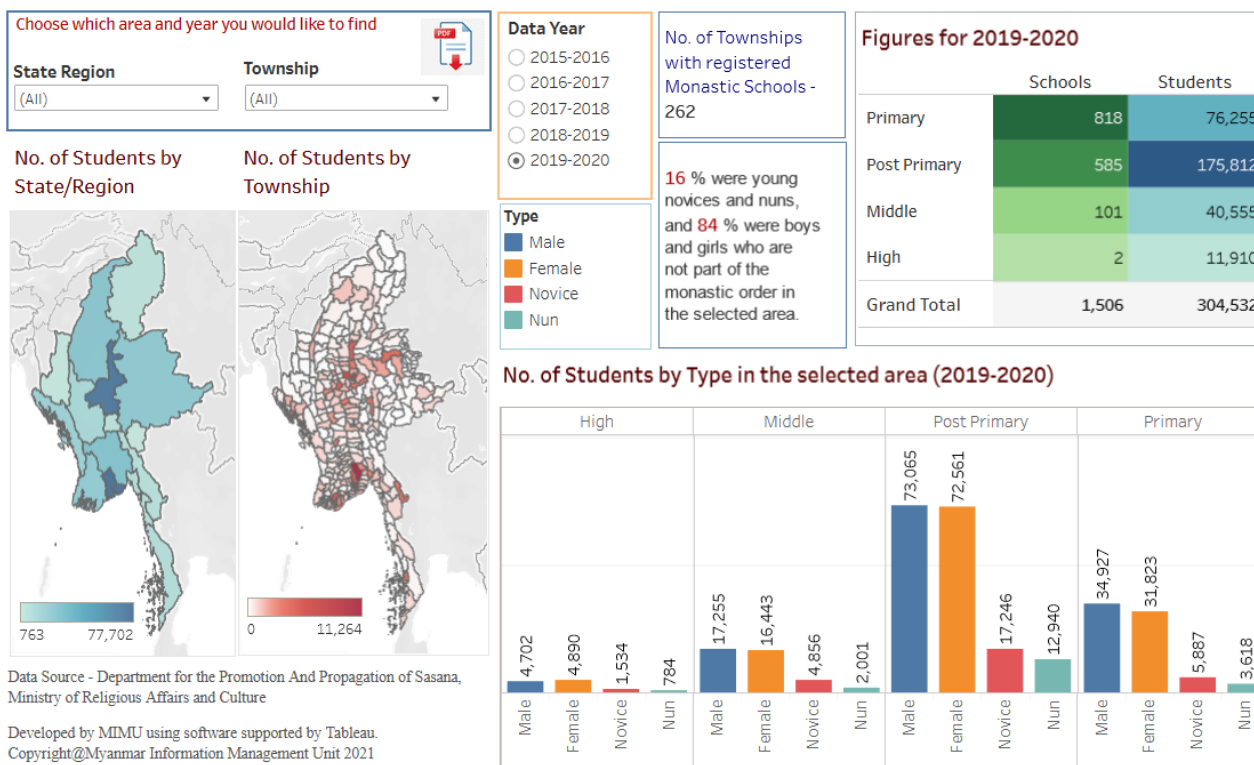 Choose which area and year you would like to find
PDF
State Region
(All)
Township
(All)
No. of Students by
State/Region
763
77,702
No. of Students by
Township
0
11,264
Data Source - Department for the Promotion And Propagation of Sasana,
Ministry of Religious Affairs and Culture
Developed by MIMU using software supported by Tableau.
Copyright@Myanmar Information Management Unit 2021
Data Year
2015-2016
2016-2017
2017-2018
2018-2019
2019-2020
Type
Male
Female
Novice
Nun
No. of Townships
with registered
Monastic Schools -
262
16 % were young
novices and nuns,
and 84 % were boys
and girls who are
not part of the
monastic order in
the selected area.
Figures for 2019-2020
Schools Students
Primary 818 76,255
Post Primary 585 175,812
Middle 101 40,555
High 2 11,910
Grand Total 1,506 304,532
No. of Students by Type in the selected area (2019-2020)
High Middle Post Primary Primary
4,702 4,890 1,534 784 17,255 16,443 4,856 2,001 73,065 72,561 17,246 12,940 34,927 31,823 5,887 3,618
Male Female Novice Nun Male Female Novice Nun Male Female Novice Nun Male Female Novice Nun